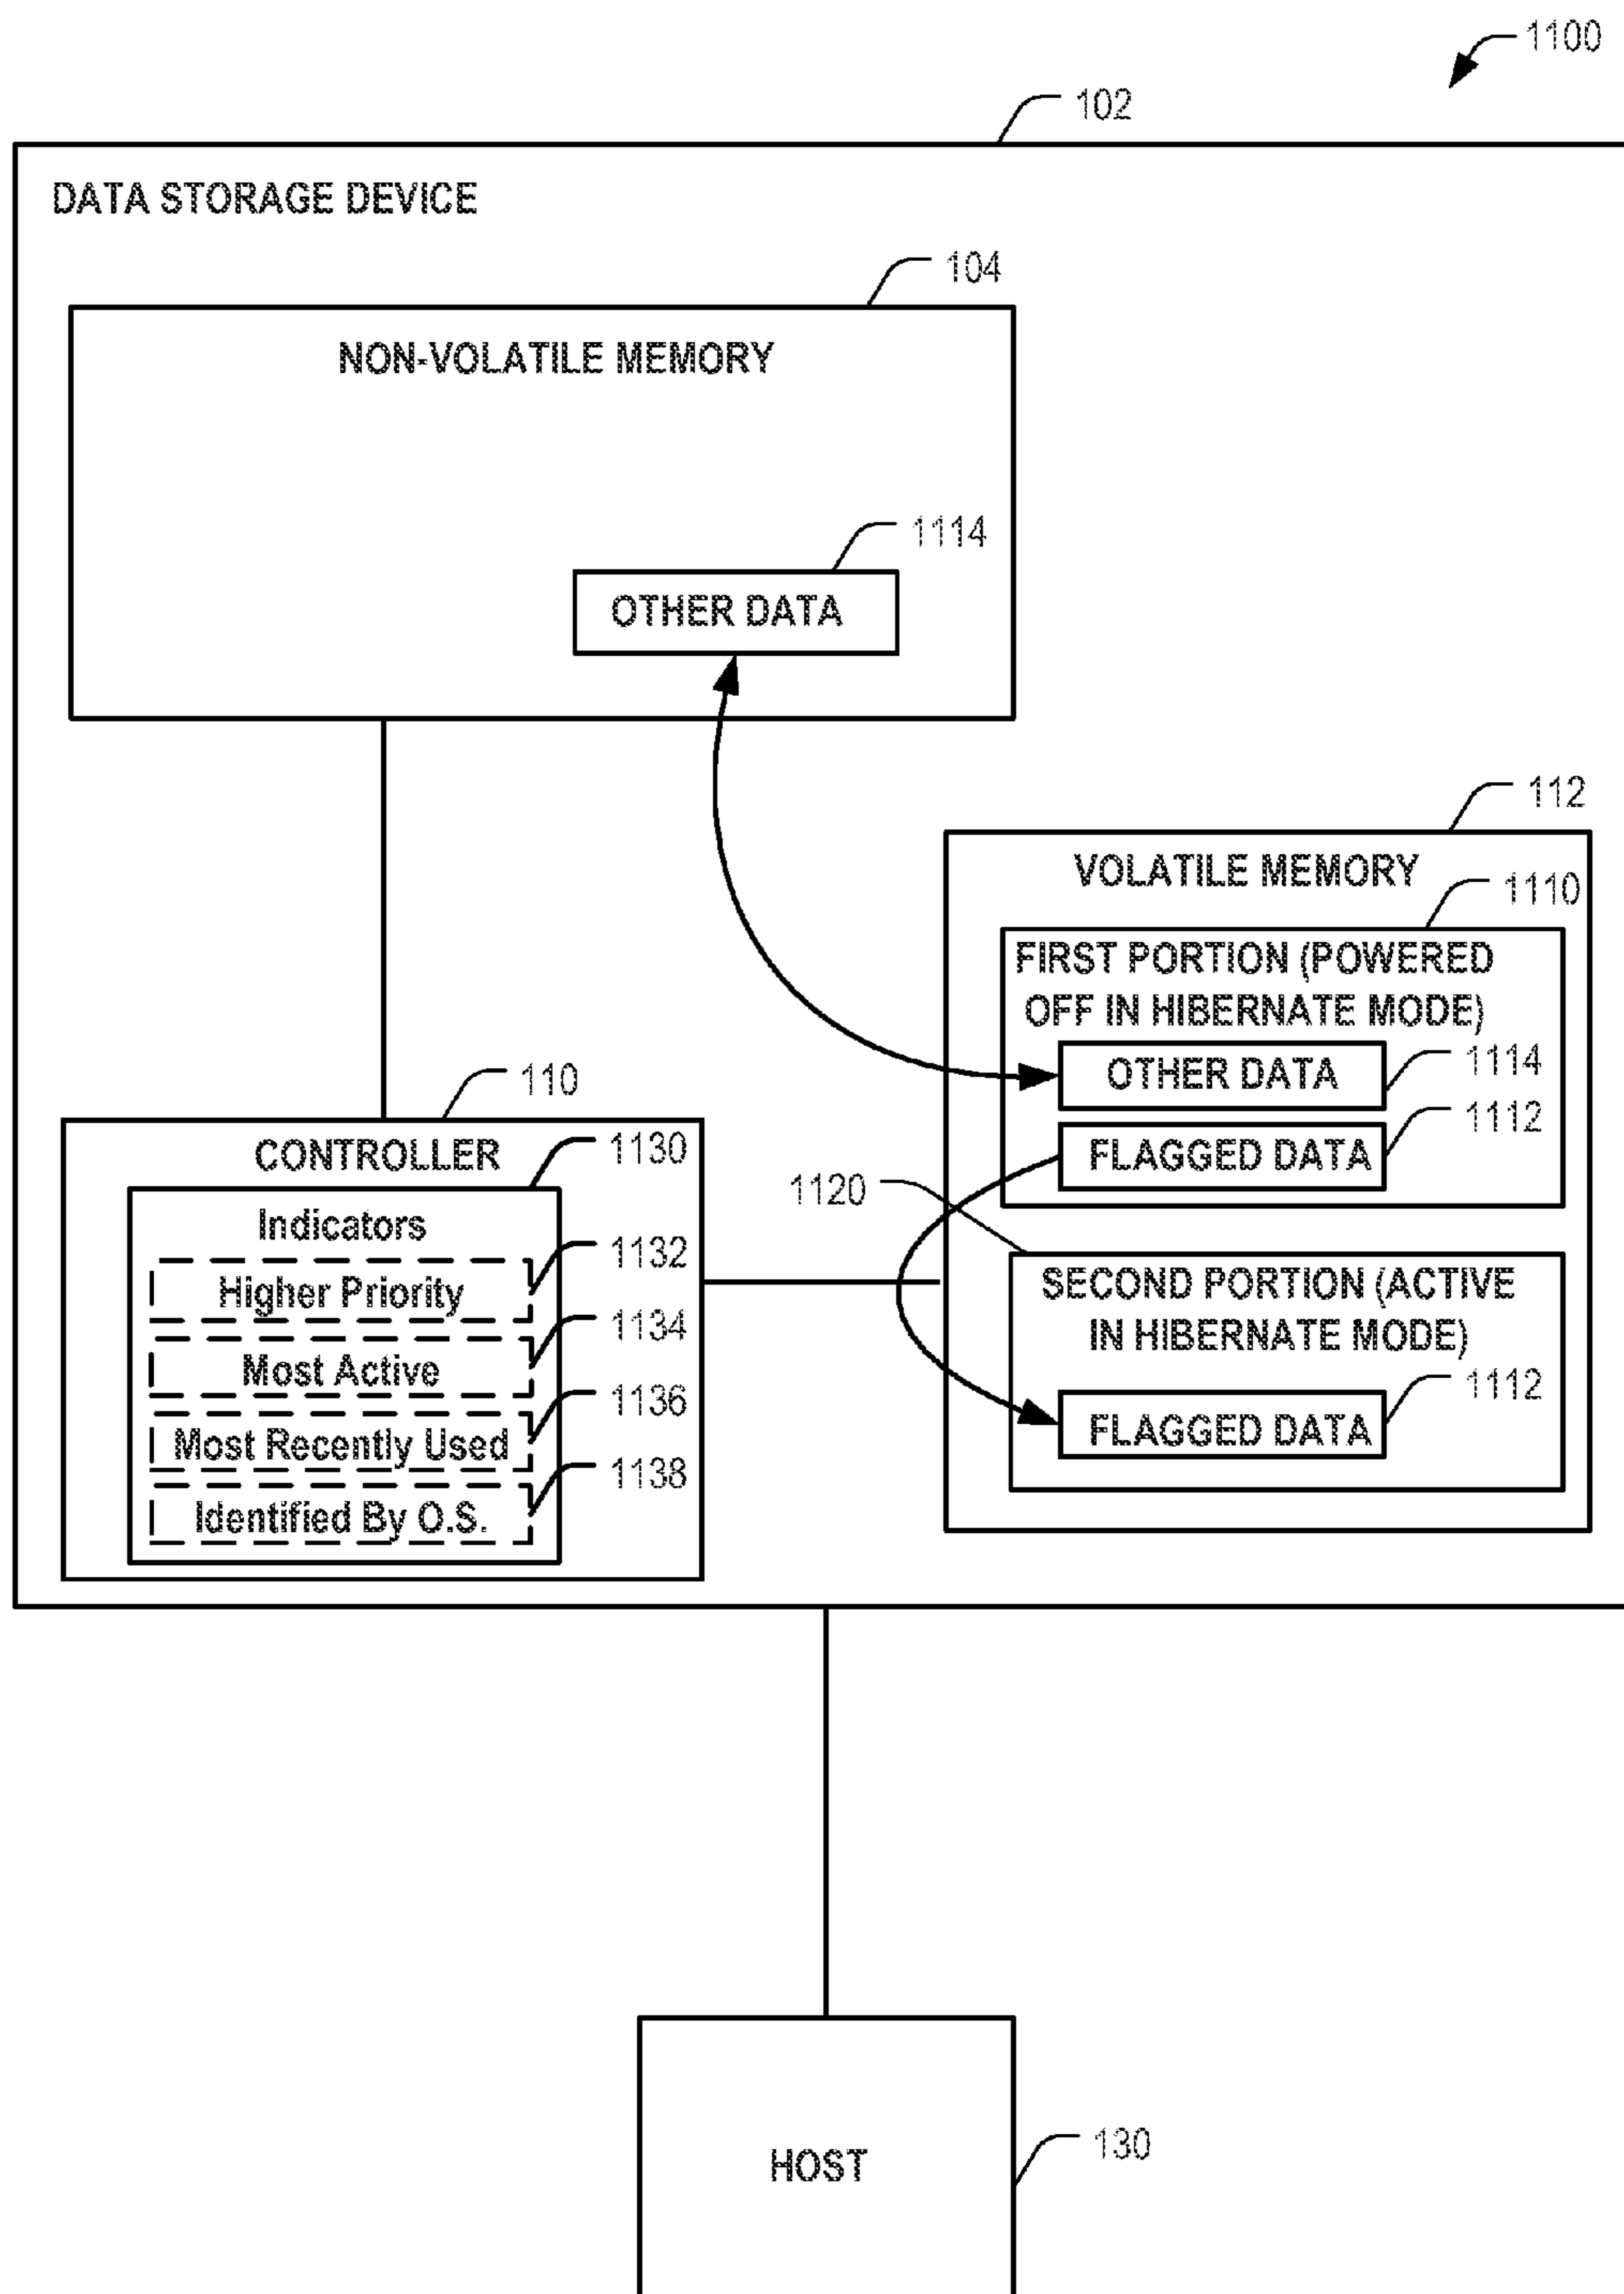 1100
102
DATA STORAGE DEVICE
104
NON-VOLATILE MEMORY
1114
OTHER DATA
112
VOLATILE MEMORY
1110
FIRST PORTION (POWERED
OFF IN HIBERNATE MODE)
OTHER DATA
1114
FLAGGED DATA
1112
1120
SECOND PORTION (ACTIVE
IN HIBERNATE MODE)
FLAGGED DATA
1112
110
CONTROLLER
1130
Indicators
Higher Priority
1132
Most Active
1134
Most Recently Used
1136
Identified By O.S.
1138
HOST
130